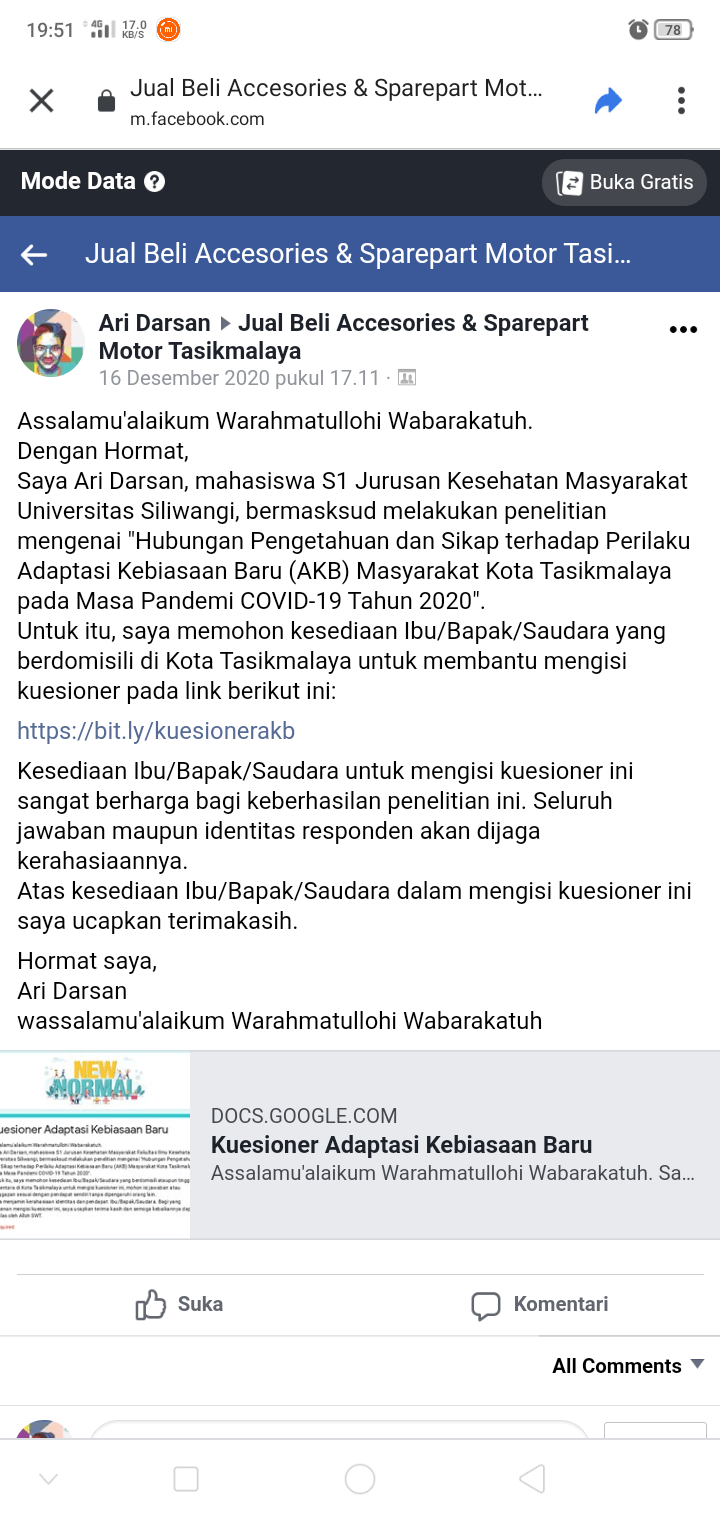 19:51 4G 17.0 KB/S 78
Jual Beli Accesories & Sparepart Mot...
m.facebook.com
Mode Data ? Buka Gratis
Jual Beli Accesories & Sparepart Motor Tasi...
Ari Darsan Jual Beli Accesories & Sparepart
Motor Tasikmalaya
16 Desember 2020 pukul 17.11 ·
Assalamu'alaikum Warahmatullohi Wabarakatuh.
Dengan Hormat,
Saya Ari Darsan, mahasiswa S1 Jurusan Kesehatan Masyarakat
Universitas Siliwangi, bermasksud melakukan penelitian
mengenai "Hubungan Pengetahuan dan Sikap terhadap Perilaku
Adaptasi Kebiasaan Baru (AKB) Masyarakat Kota Tasikmalaya
pada Masa Pandemi COVID-19 Tahun 2020".
Untuk itu, saya memohon kesediaan Ibu/Bapak/Saudara yang
berdomisili di Kota Tasikmalaya untuk membantu mengisi
kuesioner pada link berikut ini:
https://bit.ly/kuesionerakb
Kesediaan Ibu/Bapak/Saudara untuk mengisi kuesioner ini
sangat berharga bagi keberhasilan penelitian ini. Seluruh
jawaban maupun identitas responden akan dijaga
kerahasiaannya.
Atas kesediaan Ibu/Bapak/Saudara dalam mengisi kuesioner ini
saya ucapkan terimakasih.
Hormat saya,
Ari Darsan
wassalamu'alaikum Warahmatullohi Wabarakatuh
NEW
NORMAL
uesioner Adaptasi Kebiasaan Baru
DOCS.GOOGLE.COM
Kuesioner Adaptasi Kebiasaan Baru
Assalamu'alaikum Warahmatullohi Wabarakatuh. Sa...
Suka Komentari
All Comments